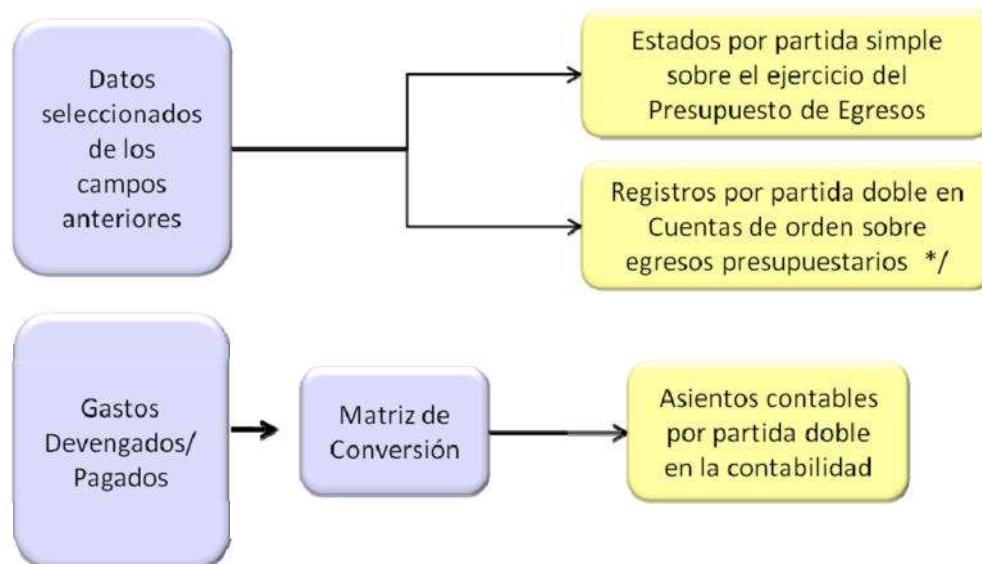 Datos
seleccionados
de los
campos
anteriores
Estados por partida simple
sobre el ejercicio del
Presupuesto de Egresos
Registros por partida doble en
Cuentas de orden sobre
egresos presupuestarios */
Gastos
Devengados/
Pagados
Matriz de
Conversión
Asientos contables
por partida doble
en la contabilidad